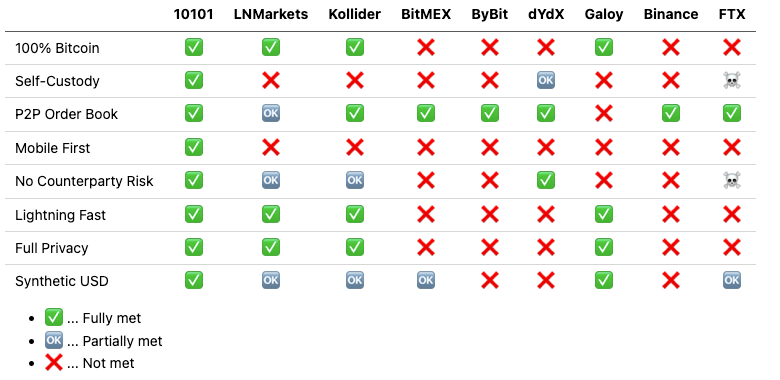 10101 LNMarkets Kollider BitMEX ByBit dYdX Galoy Binance FTX
100% Bitcoin ✅ ✅ ✅ ❌ ❌ ❌ ✅ ❌ ❌
Self-Custody ✅ ❌ ❌ ❌ ❌ 🆗 ❌ ❌ ☠️
P2P Order Book ✅ 🆗 ✅ ✅ ✅ ✅ ❌ ✅ ✅
Mobile First ✅ ❌ ❌ ❌ ❌ ❌ ❌ ❌ ❌
No Counterparty Risk ✅ 🆗 🆗 ❌ ❌ ✅ ❌ ❌ ☠️
Lightning Fast ✅ ✅ ✅ ❌ ❌ ❌ ✅ ❌ ❌
Full Privacy ✅ ✅ ✅ ❌ ❌ ❌ ✅ ❌ ❌
Synthetic USD ✅ 🆗 🆗 🆗 ❌ ❌ ✅ ❌ 🆗
• ✅ ... Fully met
• 🆗 ... Partially met
• ❌ ... Not met